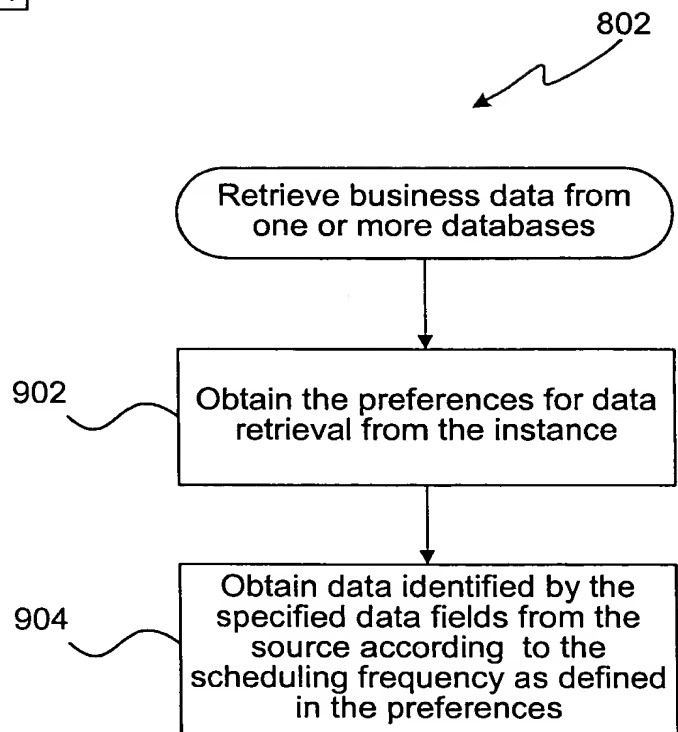 802
Retrieve business data from
one or more databases
902
Obtain the preferences for data
retrieval from the instance
904
Obtain data identified by the
specified data fields from the
source according to the
scheduling frequency as defined
in the preferences